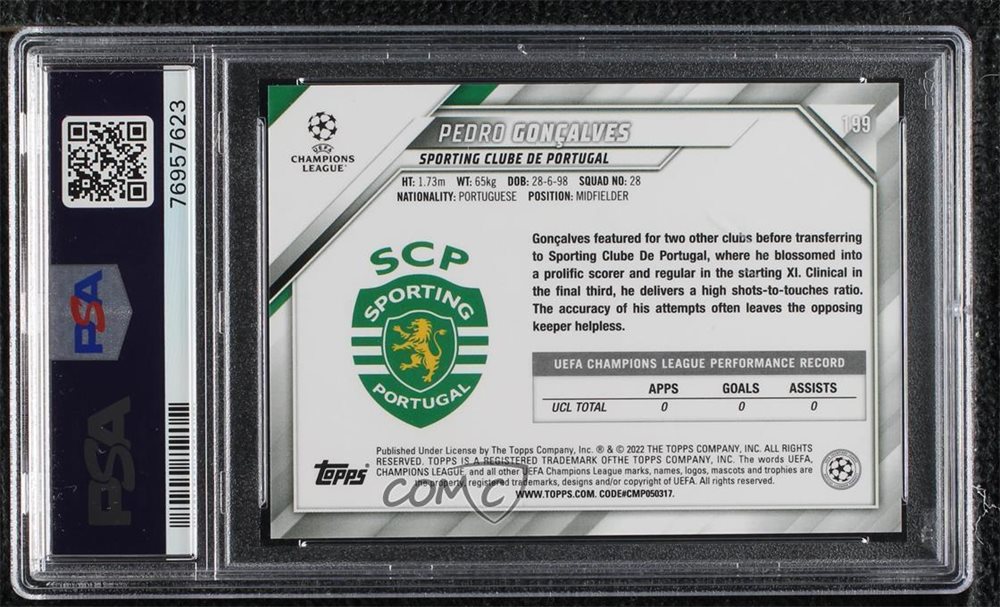 76957623
PSA
PSA
UEFA
CHAMPIONS
LEAGUE
PEDRO GONÇALVES
199
SPORTING CLUBE DE PORTUGAL
HT: 1.73m WT: 65kg DOB: 28-6-98 SQUAD NO: 28
NATIONALITY: PORTUGUESE POSITION: MIDFIELDER
SCP
SPORTING
PORTUGAL
Gonçalves featured for two other clubs before transferring
to Sporting Clube De Portugal, where he blossomed into
a prolific scorer and regular in the starting XI. Clinical in
the final third, he delivers a high shots-to-touches ratio.
The accuracy of his attempts often leaves the opposing
keeper helpless.
UEFA CHAMPIONS LEAGUE PERFORMANCE RECORD
APPS GOALS ASSISTS
UCL TOTAL 0 0 0
Topps
Published Under License by The Topps Company, Inc. ® & © 2022 THE TOPPS COMPANY, INC. ALL RIGHTS
RESERVED. TOPPS IS A REGISTERED TRADEMARK OFTHE TOPPS COMPANY, INC. The words UEFA,
CHAMPIONS LEAGUE, and all other UEFA Champions League marks, names, logos, mascots and trophies are
the property, registered trademarks, designs and/or copyright of UEFA. All rights reserved.
WWW.TOPPS.COM. CODE#CMP050317.
COMC